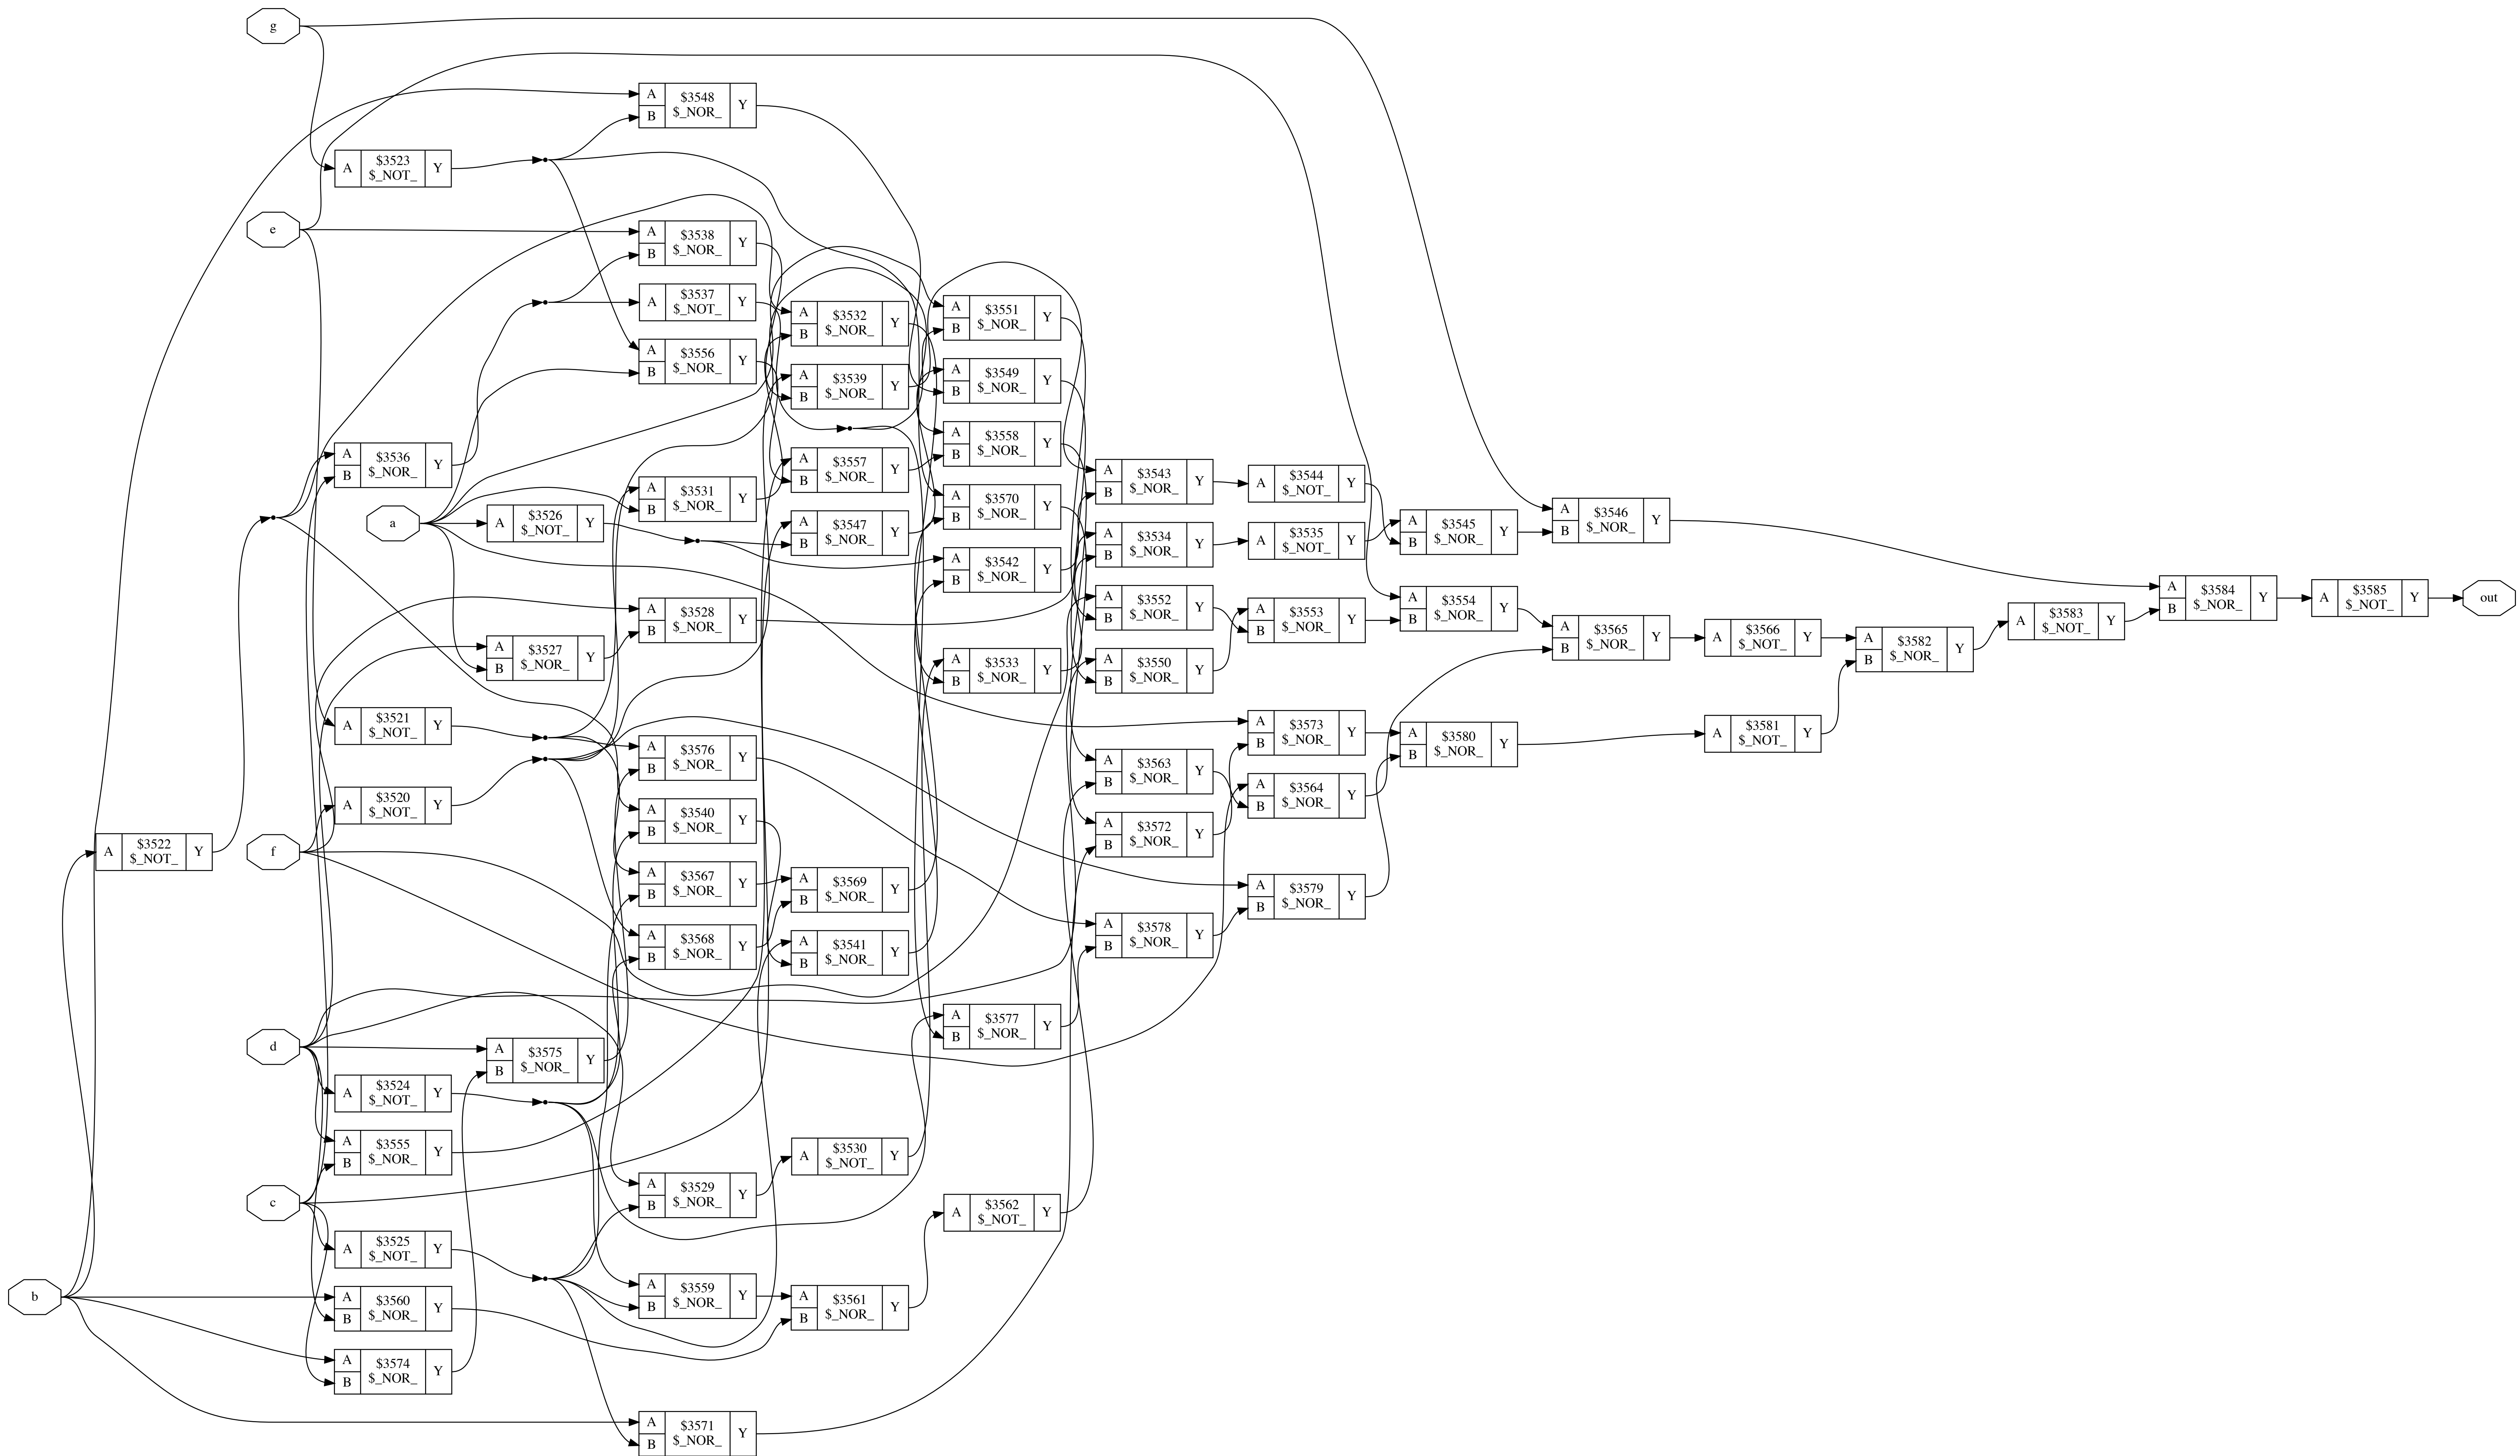 g
A
B
$3548
$_NOR_
Y
A
$3523
$_NOT_
Y
e
A
B
$3538
$_NOR_
Y
A
$3537
$_NOT_
Y
A
B
$3556
$_NOR_
Y
A
B
$3532
$_NOR_
Y
A
B
$3539
$_NOR_
Y
A
B
$3551
$_NOR_
Y
A
B
$3549
$_NOR_
Y
A
B
$3558
$_NOR_
Y
A
B
$3536
$_NOR_
Y
a
A
$3526
$_NOT_
Y
A
B
$3531
$_NOR_
Y
A
B
$3557
$_NOR_
Y
A
B
$3547
$_NOR_
Y
A
B
$3570
$_NOR_
Y
A
B
$3542
$_NOR_
Y
A
B
$3543
$_NOR_
Y
A
$3544
$_NOT_
Y
A
B
$3534
$_NOR_
Y
A
$3535
$_NOT_
Y
A
B
$3545
$_NOR_
Y
A
B
$3546
$_NOR_
Y
A
B
$3528
$_NOR_
Y
A
B
$3527
$_NOR_
Y
A
B
$3552
$_NOR_
Y
A
B
$3553
$_NOR_
Y
A
B
$3554
$_NOR_
Y
A
B
$3565
$_NOR_
Y
A
$3566
$_NOT_
Y
A
B
$3582
$_NOR_
Y
A
$3583
$_NOT_
Y
A
B
$3584
$_NOR_
Y
A
$3585
$_NOT_
Y
out
A
B
$3533
$_NOR_
Y
A
B
$3550
$_NOR_
Y
A
$3521
$_NOT_
Y
A
B
$3576
$_NOR_
Y
A
B
$3573
$_NOR_
Y
A
B
$3580
$_NOR_
Y
A
$3581
$_NOT_
Y
A
$3520
$_NOT_
Y
A
B
$3540
$_NOR_
Y
A
B
$3563
$_NOR_
Y
A
B
$3564
$_NOR_
Y
A
B
$3572
$_NOR_
Y
A
$3522
$_NOT_
Y
f
A
B
$3567
$_NOR_
Y
A
B
$3569
$_NOR_
Y
A
B
$3579
$_NOR_
Y
A
B
$3568
$_NOR_
Y
A
B
$3541
$_NOR_
Y
A
B
$3578
$_NOR_
Y
A
B
$3577
$_NOR_
Y
d
A
B
$3575
$_NOR_
Y
A
$3524
$_NOT_
Y
A
B
$3555
$_NOR_
Y
A
$3530
$_NOT_
Y
c
A
B
$3529
$_NOR_
Y
A
$3562
$_NOT_
Y
A
$3525
$_NOT_
Y
b
A
B
$3560
$_NOR_
Y
A
B
$3559
$_NOR_
Y
A
B
$3561
$_NOR_
Y
A
B
$3574
$_NOR_
Y
A
B
$3571
$_NOR_
Y